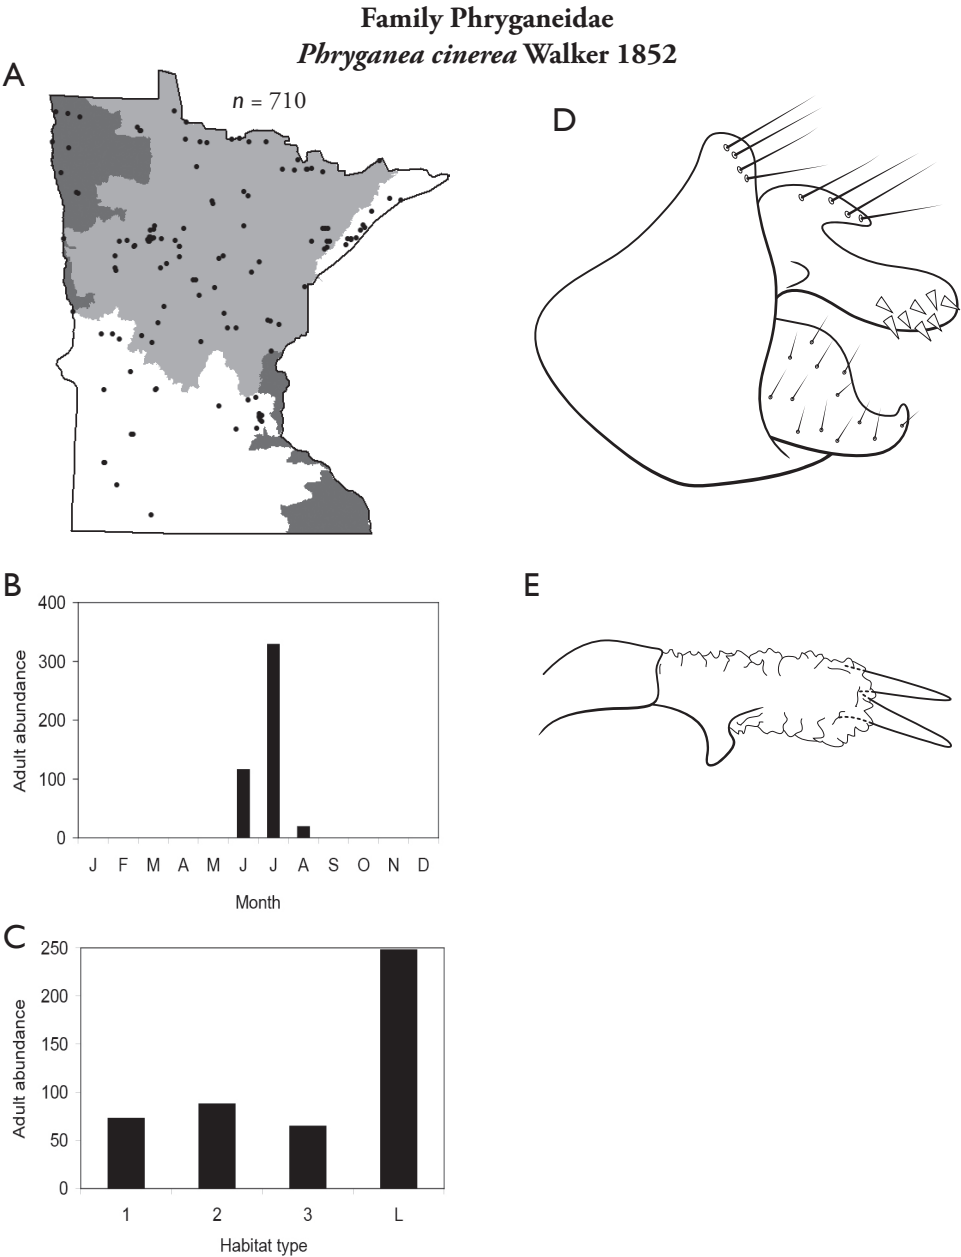 Family Phryganeidae
Phryganea cinerea Walker 1852
A
n = 710
D
B
400
300
200
100
0
Adult abundance
J F M A M J J A S O N D
Month
E
C
250
200
150
100
50
0
Adult abundance
1 2 3 L
Habitat type